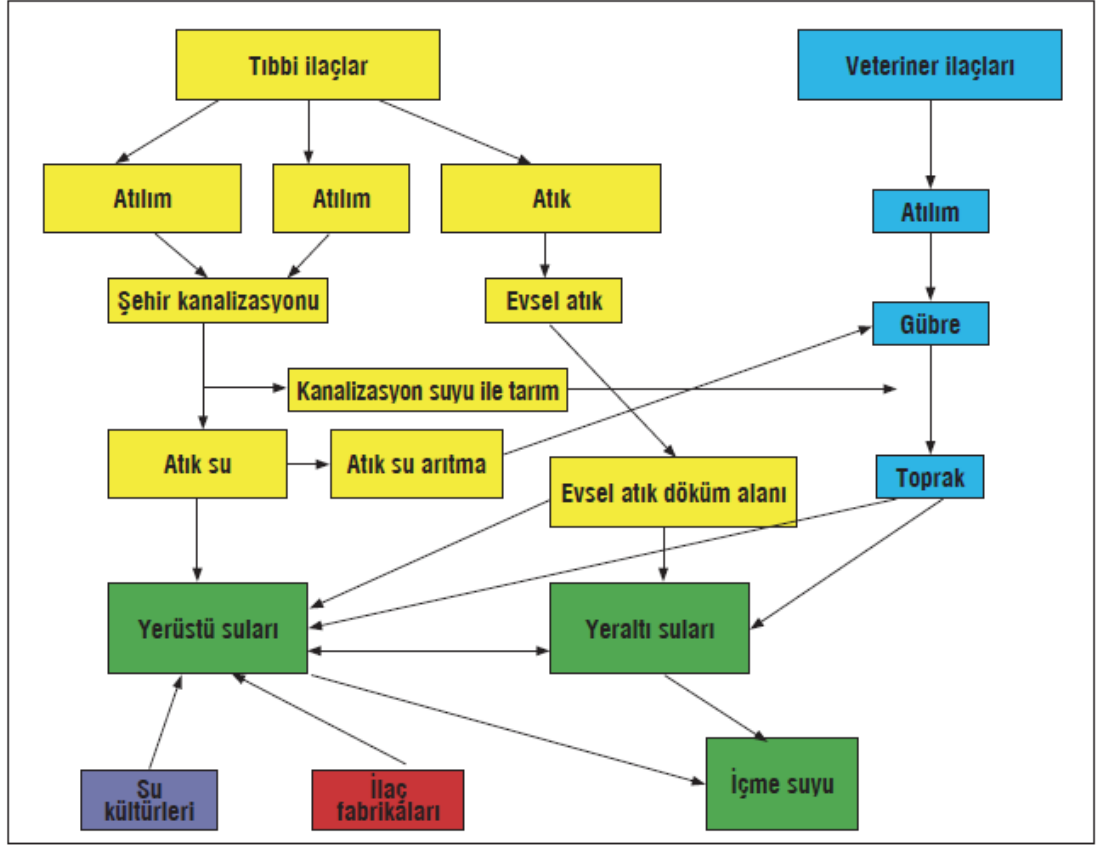 Tıbbi ilaçlar
Veteriner ilaçları
Atılım
Atılım
Atık
Atılım
Şehir kanalizasyonu
Evsel atık
Gübre
Kanalizasyon suyu ile tarım
Atık su
Atık su arıtma
Evsel atık döküm alanı
Toprak
Yerüstü suları
Yeraltı suları
Su
kültürleri
İlaç
fabrikaları
İçme suyu